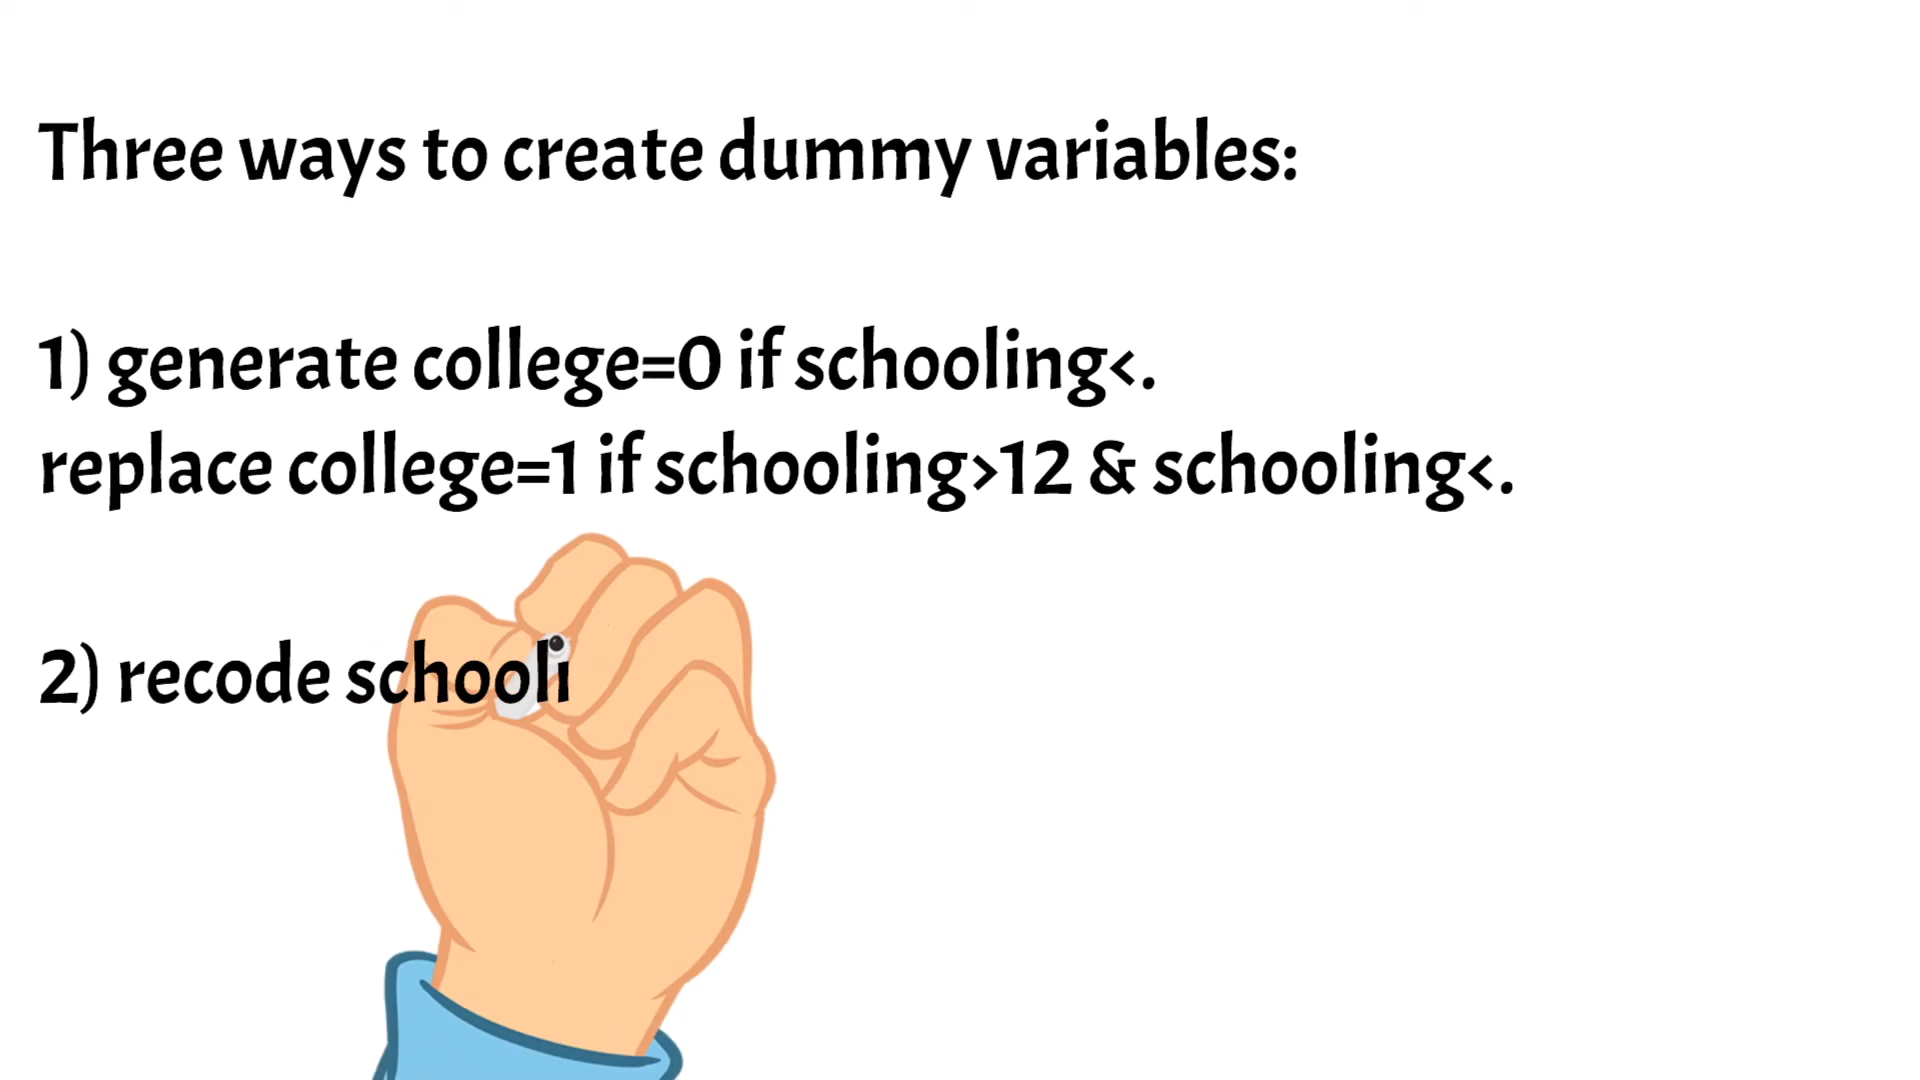 Three ways to create dummy variables:
1) generate college=0 if schooling<.
replace college=1 if schooling>12 & schooling<.
2) recode schooli